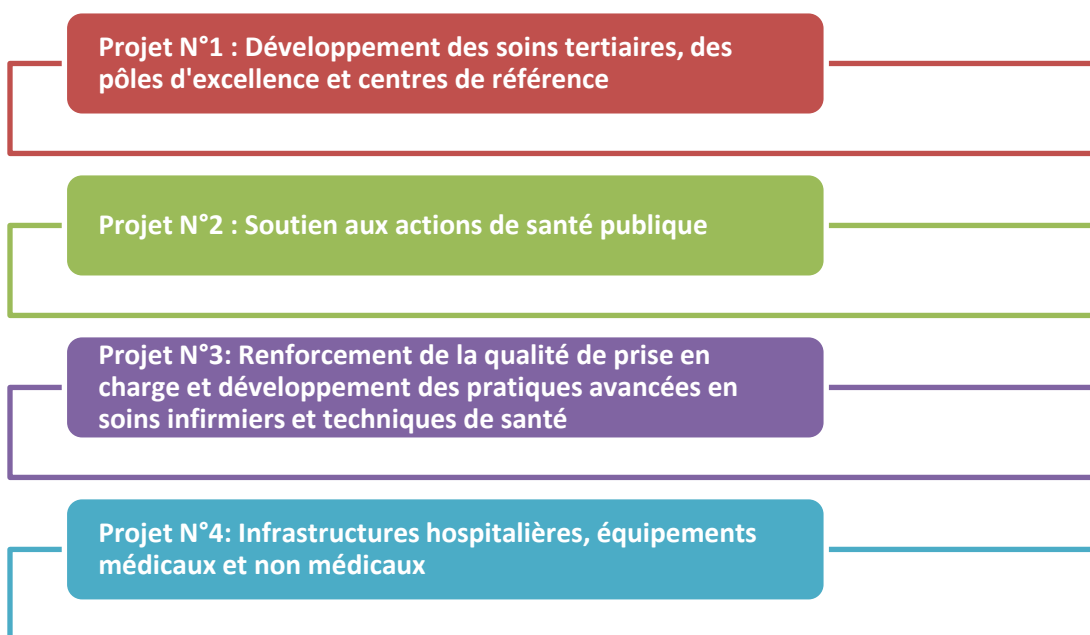 Projet N°1 : Développement des soins tertiaires, des
pôles d'excellence et centres de référence
Projet N°2 : Soutien aux actions de santé publique
Projet N°3: Renforcement de la qualité de prise en
charge et développement des pratiques avancées en
soins infirmiers et techniques de santé
Projet N°4: Infrastructures hospitalières, équipements
médicaux et non médicaux